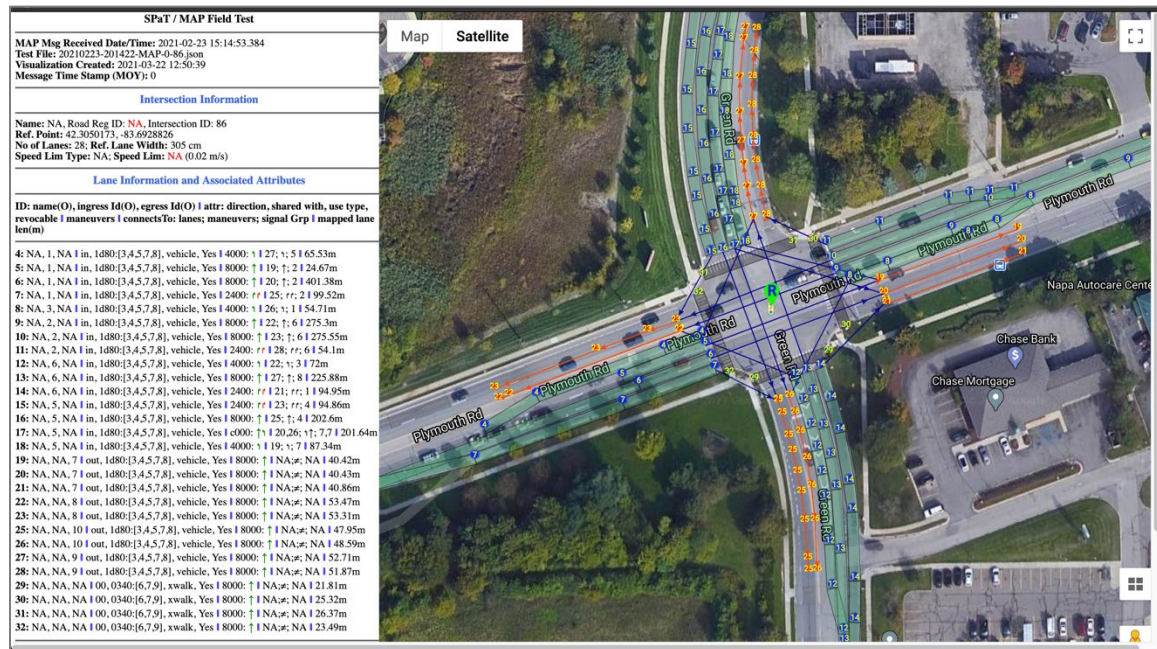 SPaT / MAP Field Test
MAP Msg Received Date/Time: 2021-02-23 15:14:53.384
Test File: 20210223-201422-MAP-0-86.json
Visualization Created: 2021-03-22 12:50:39
Message Time Stamp (MOY): 0
Intersection Information
Name: NA, Road Reg ID: NA, Intersection ID: 86
Ref. Point: 42.3050173, -83.6928826
No of Lanes: 28; Ref. Lane Width: 305 cm
Speed Lim Type: NA; Speed Lim: NA (0.02 m/s)
Lane Information and Associated Attributes
ID: name(O), ingress Id(O), egress Id(O) I attr: direction, shared with, use type,
revocable I maneuvers I connectsTo: lanes; maneuvers; signal Grp I mapped lane
len(m)
4: NA, 1, NA I in, 1d80:[3,4,5,7,8], vehicle, Yes I 4000: ↰ I 27; ↰; 5 I 65.53m
5: NA, 1, NA I in, 1d80:[3,4,5,7,8], vehicle, Yes I 8000: ↑ I 19; ↑; 2 I 24.67m
6: NA, 1, NA I in, 1d80:[3,4,5,7,8], vehicle, Yes I 8000: ↑ I 20; ↑; 2 I 401.38m
7: NA, 1, NA I in, 1d80:[3,4,5,7,8], vehicle, Yes I 2400: ↱↱ I 25; ↱↱; 2 I 99.52m
8: NA, 3, NA I in, 1d80:[3,4,5,7,8], vehicle, Yes I 4000: ↰ I 26; ↰; 1 I 54.71m
9: NA, 2, NA I in, 1d80:[3,4,5,7,8], vehicle, Yes I 8000: ↑ I 22; ↑; 6 I 275.3m
10: NA, 2, NA I in, 1d80:[3,4,5,7,8], vehicle, Yes I 8000: ↑ I 23; ↑; 6 I 275.55m
11: NA, 2, NA I in, 1d80:[3,4,5,7,8], vehicle, Yes I 2400: ↱↱ I 28; ↱↱; 6 I 54.1m
12: NA, 6, NA I in, 1d80:[3,4,5,7,8], vehicle, Yes I 4000: ↰ I 22; ↰; 3 I 72m
13: NA, 6, NA I in, 1d80:[3,4,5,7,8], vehicle, Yes I 8000: ↑ I 27; ↑; 8 I 225.88m
14: NA, 6, NA I in, 1d80:[3,4,5,7,8], vehicle, Yes I 2400: ↱↱ I 21; ↱↱; 1 I 94.95m
15: NA, 5, NA I in, 1d80:[3,4,5,7,8], vehicle, Yes I 2400: ↱↱ I 23; ↱↱; 4 I 94.86m
16: NA, 5, NA I in, 1d80:[3,4,5,7,8], vehicle, Yes I 8000: ↑ I 25; ↑; 4 I 202.6m
17: NA, 5, NA I in, 1d80:[3,4,5,7,8], vehicle, Yes I c000: ↑↰ I 20,26; ↰↑; 7,7 I 201.64m
18: NA, 5, NA I in, 1d80:[3,4,5,7,8], vehicle, Yes I 4000: ↰ I 19; ↰; 7 I 87.34m
19: NA, NA, 7 I out, 1d80:[3,4,5,7,8], vehicle, Yes I 8000: ↑ I NA;≠; NA I 40.42m
20: NA, NA, 7 I out, 1d80:[3,4,5,7,8], vehicle, Yes I 8000: ↑ I NA;≠; NA I 40.43m
21: NA, NA, 7 I out, 1d80:[3,4,5,7,8], vehicle, Yes I 8000: ↑ I NA;≠; NA I 40.86m
22: NA, NA, 8 I out, 1d80:[3,4,5,7,8], vehicle, Yes I 8000: ↑ I NA;≠; NA I 53.47m
23: NA, NA, 8 I out, 1d80:[3,4,5,7,8], vehicle, Yes I 8000: ↑ I NA;≠; NA I 53.31m
25: NA, NA, 10 I out, 1d80:[3,4,5,7,8], vehicle, Yes I 8000: ↑ I NA;≠; NA I 47.95m
26: NA, NA, 10 I out, 1d80:[3,4,5,7,8], vehicle, Yes I 8000: ↑ I NA;≠; NA I 48.59m
27: NA, NA, 9 I out, 1d80:[3,4,5,7,8], vehicle, Yes I 8000: ↑ I NA;≠; NA I 52.71m
28: NA, NA, 9 I out, 1d80:[3,4,5,7,8], vehicle, Yes I 8000: ↑ I NA;≠; NA I 51.87m
29: NA, NA, NA I 00, 0340:[6,7,9], xwalk, Yes I 8000: ↑ I NA;≠; NA I 21.81m
30: NA, NA, NA I 00, 0340:[6,7,9], xwalk, Yes I 8000: ↑ I NA;≠; NA I 25.32m
31: NA, NA, NA I 00, 0340:[6,7,9], xwalk, Yes I 8000: ↑ I NA;≠; NA I 26.37m
32: NA, NA, NA I 00, 0340:[6,7,9], xwalk, Yes I 8000: ↑ I NA;≠; NA I 23.49m
Map
Satellite
Green Rd
Plymouth Rd
Plymouth Rd
Plymouth Rd
Napa Autocare Cente
Plymouth Rd
Green Rd
Chase Bank
Chase Mortgage
Plymouth Rd
Plymouth Rd
Green Rd
R